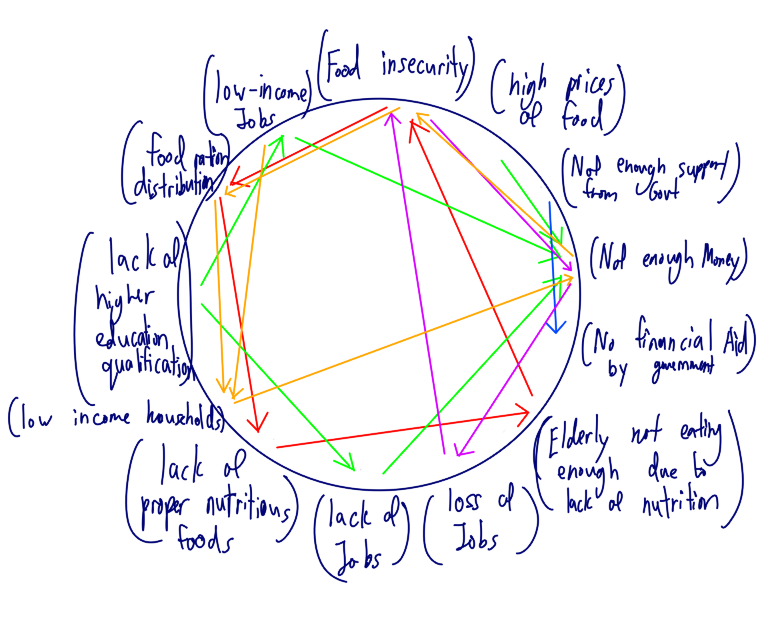 (Food insecurity)
(high prices
of food)
(Not enough support
from Govt)
(Not enough Money)
(No financial Aid)
by government
(Elderly not eating
enough due to
lack of nutrition)
(loss of
Jobs)
(lack of
Jobs)
(lack of
proper nutritious
foods)
(low income households)
(lack of
higher
education
qualification)
(food ration
distribution)
(low-income
Jobs)